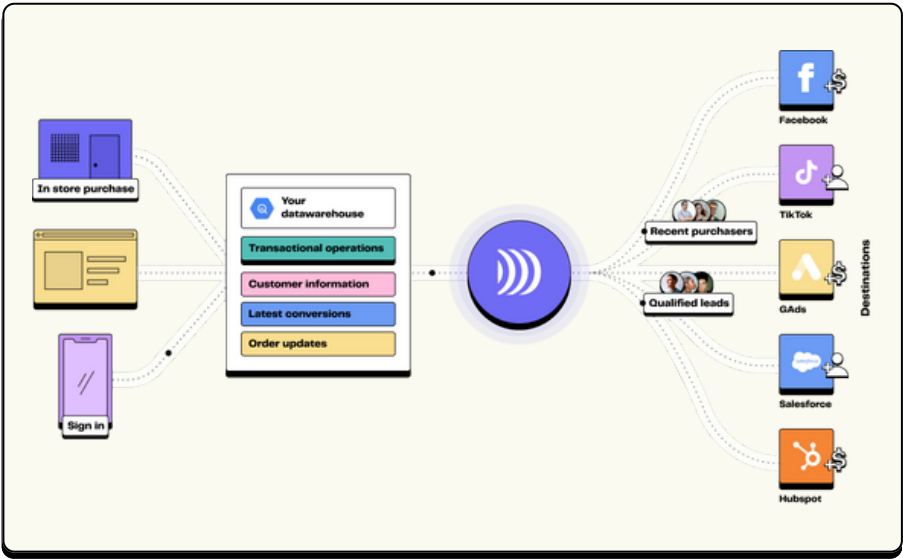 In store purchase
Sign in
Your
datawarehouse
Transactional operations
Customer information
Latest conversions
Order updates
Recent purchasers
Qualified leads
Facebook
TikTok
GAds
salesforce
Salesforce
Hubspot
Destinations